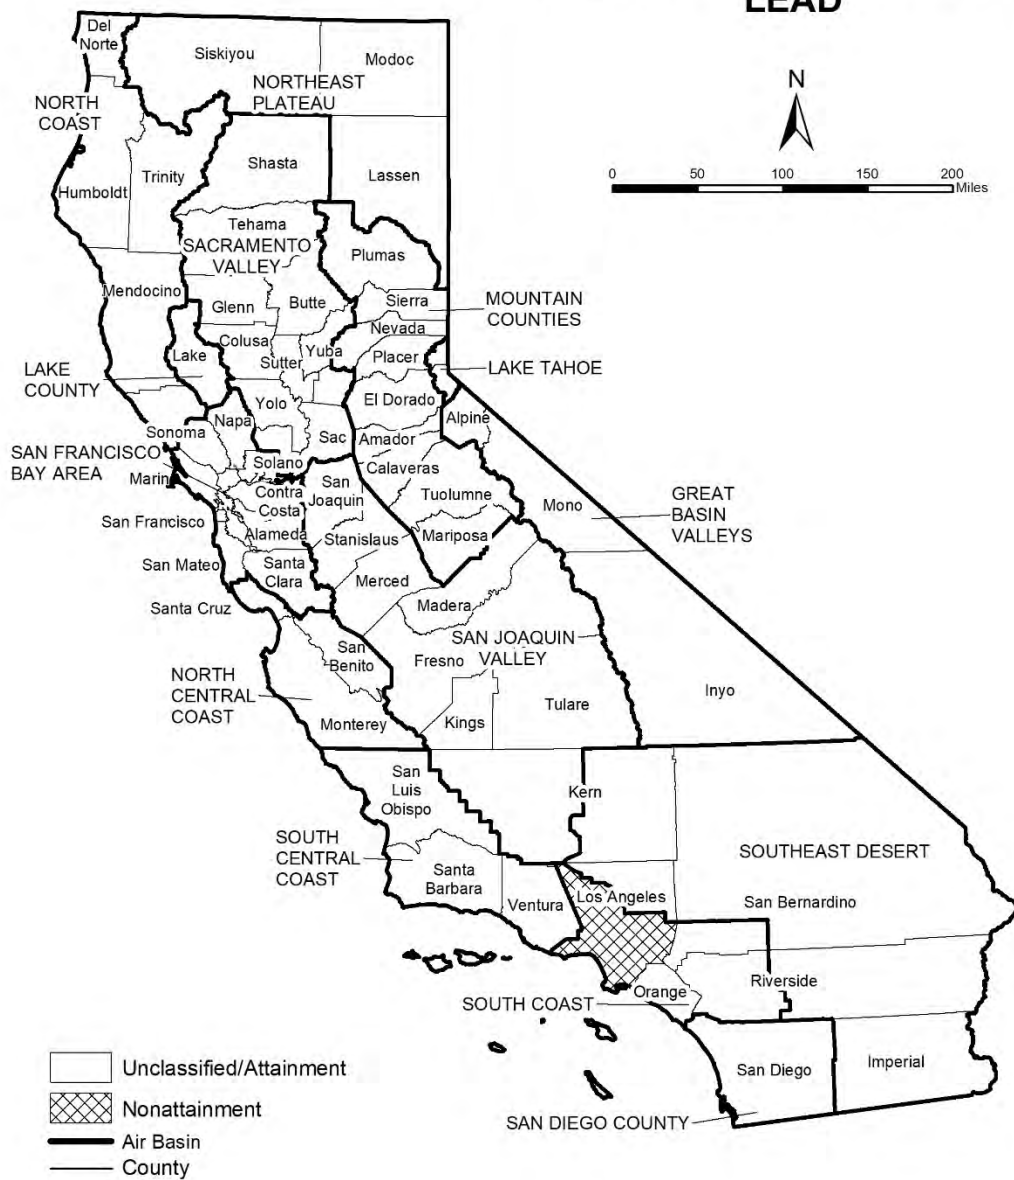 LEAD
Del
Norte
Siskiyou
Modoc
NORTHEAST
PLATEAU
NORTH
COAST
N
0 50 100 150 200
Miles
Shasta
Trinity
Lassen
Humboldt
Tehama
SACRAMENTO
VALLEY
Plumas
Mendocino
Glenn
Butte
Sierra
MOUNTAIN
COUNTIES
Nevada
Colusa
Yuba
Sutter
Lake
Placer
LAKE TAHOE
LAKE
COUNTY
El Dorado
Yolo
Alpine
Napa
Sonoma
Sac
Amador
SAN FRANCISCO
BAY AREA
Solano
Calaveras
Marin
San
Joaquin
Contra
Costa
Tuolumne
Mono
GREAT
BASIN
VALLEYS
San Francisco
Alameda
Stanislaus
Mariposa
San Mateo
Santa
Clara
Merced
Santa Cruz
Madera
SAN JOAQUIN
VALLEY
San
Benito
Fresno
NORTH
CENTRAL
COAST
Inyo
Tulare
Monterey
Kings
San
Luis
Obispo
Kern
SOUTH
CENTRAL
COAST
SOUTHEAST DESERT
Santa
Barbara
Ventura
Los Angeles
San Bernardino
Riverside
Orange
SOUTH COAST
San Diego
Imperial
SAN DIEGO COUNTY
Unclassified/Attainment
Nonattainment
Air Basin
County